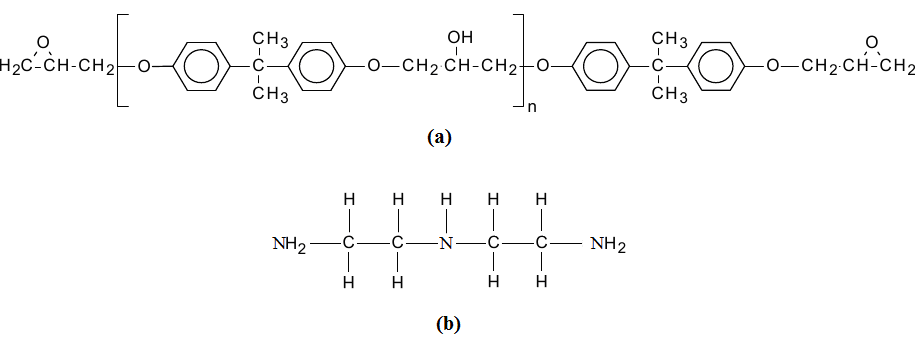 O OH O
CH3 CH3
H2C CH-CH2 O C O CH2-CH-CH2 O C O CH2-CH CH2
CH3 CH3
n
(a)
H H H H H
NH2 C C N C C NH2
H H H H
(b)